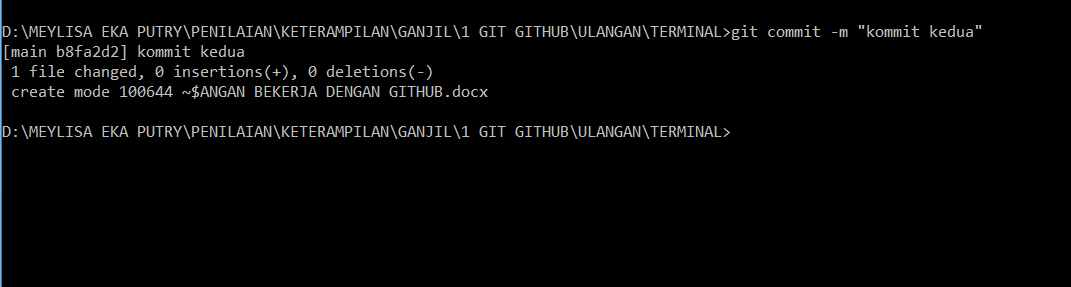 D:\MEYLISA EKA PUTRY\PENILAIAN\KETERAMPILAN\GANJIL\1 GIT GITHUB\ULANGAN\TERMINAL>git commit -m "kommit kedua"
[main b8fa2d2] kommit kedua
 1 file changed, 0 insertions(+), 0 deletions(-)
 create mode 100644 ~$ANGAN BEKERJA DENGAN GITHUB.docx
D:\MEYLISA EKA PUTRY\PENILAIAN\KETERAMPILAN\GANJIL\1 GIT GITHUB\ULANGAN\TERMINAL>